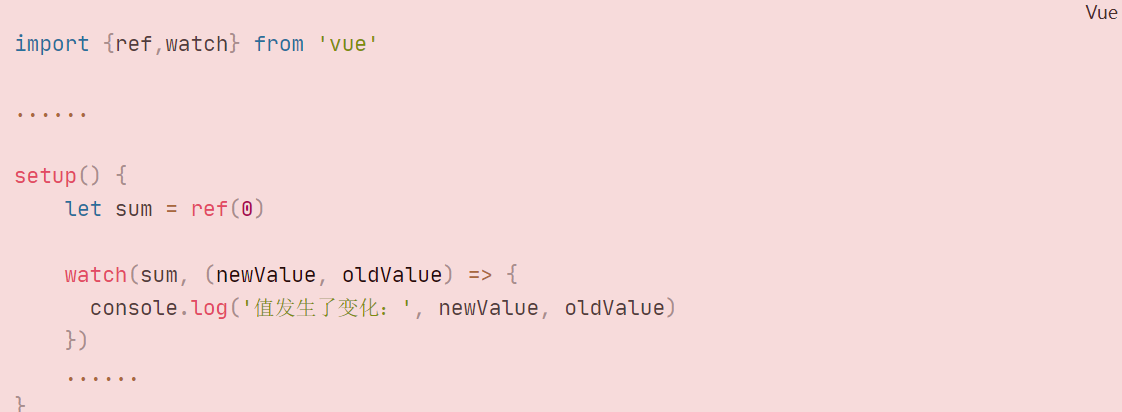 Vue
import {ref,watch} from 'vue'
......
setup() {
    let sum = ref(0)
    watch(sum, (newValue, oldValue) => {
      console.log('值发生了变化：', newValue, oldValue)
    })
    ......
}